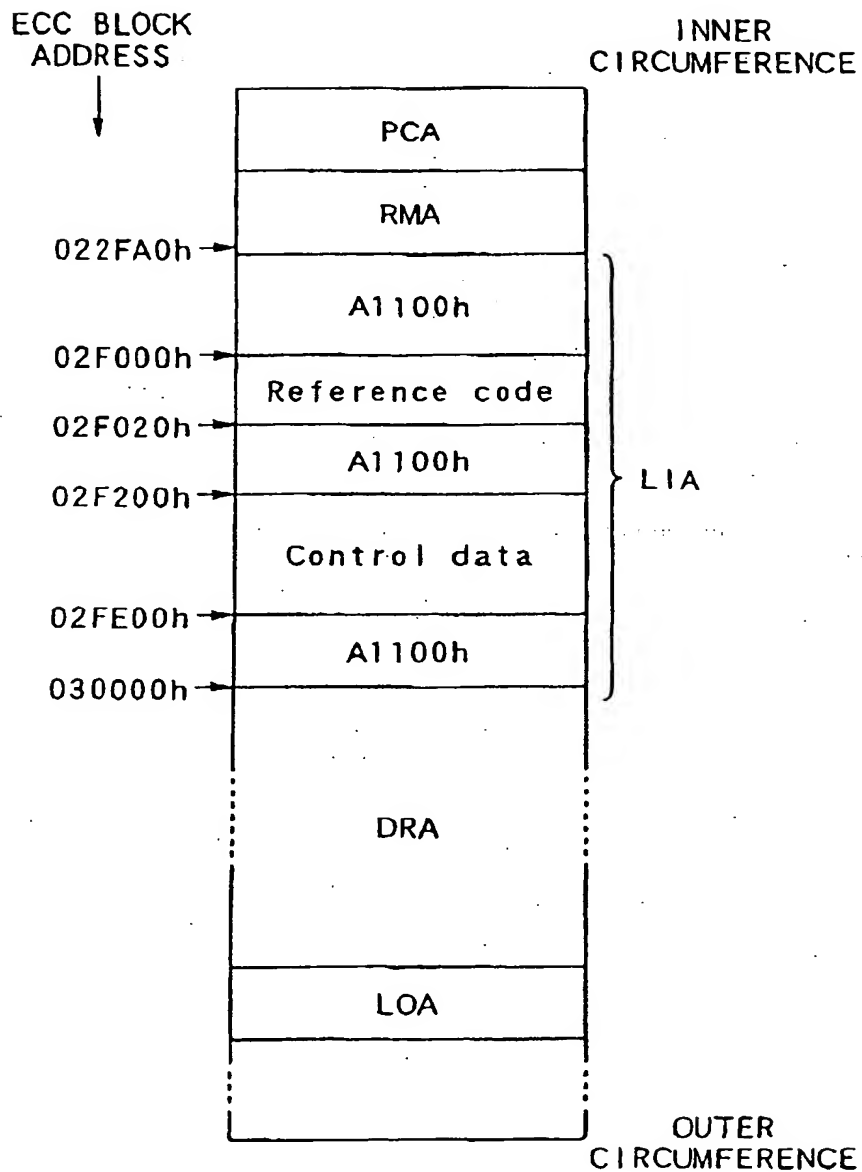 ECC BLOCK
ADDRESS
INNER
CIRCUMFERENCE
PCA
RMA
022FA0h
A1100h
02F000h
Reference code
02F020h
A1100h
LIA
02F200h
Control data
02FE00h
A1100h
030000h
DRA
LOA
OUTER
CIRCUMFERENCE